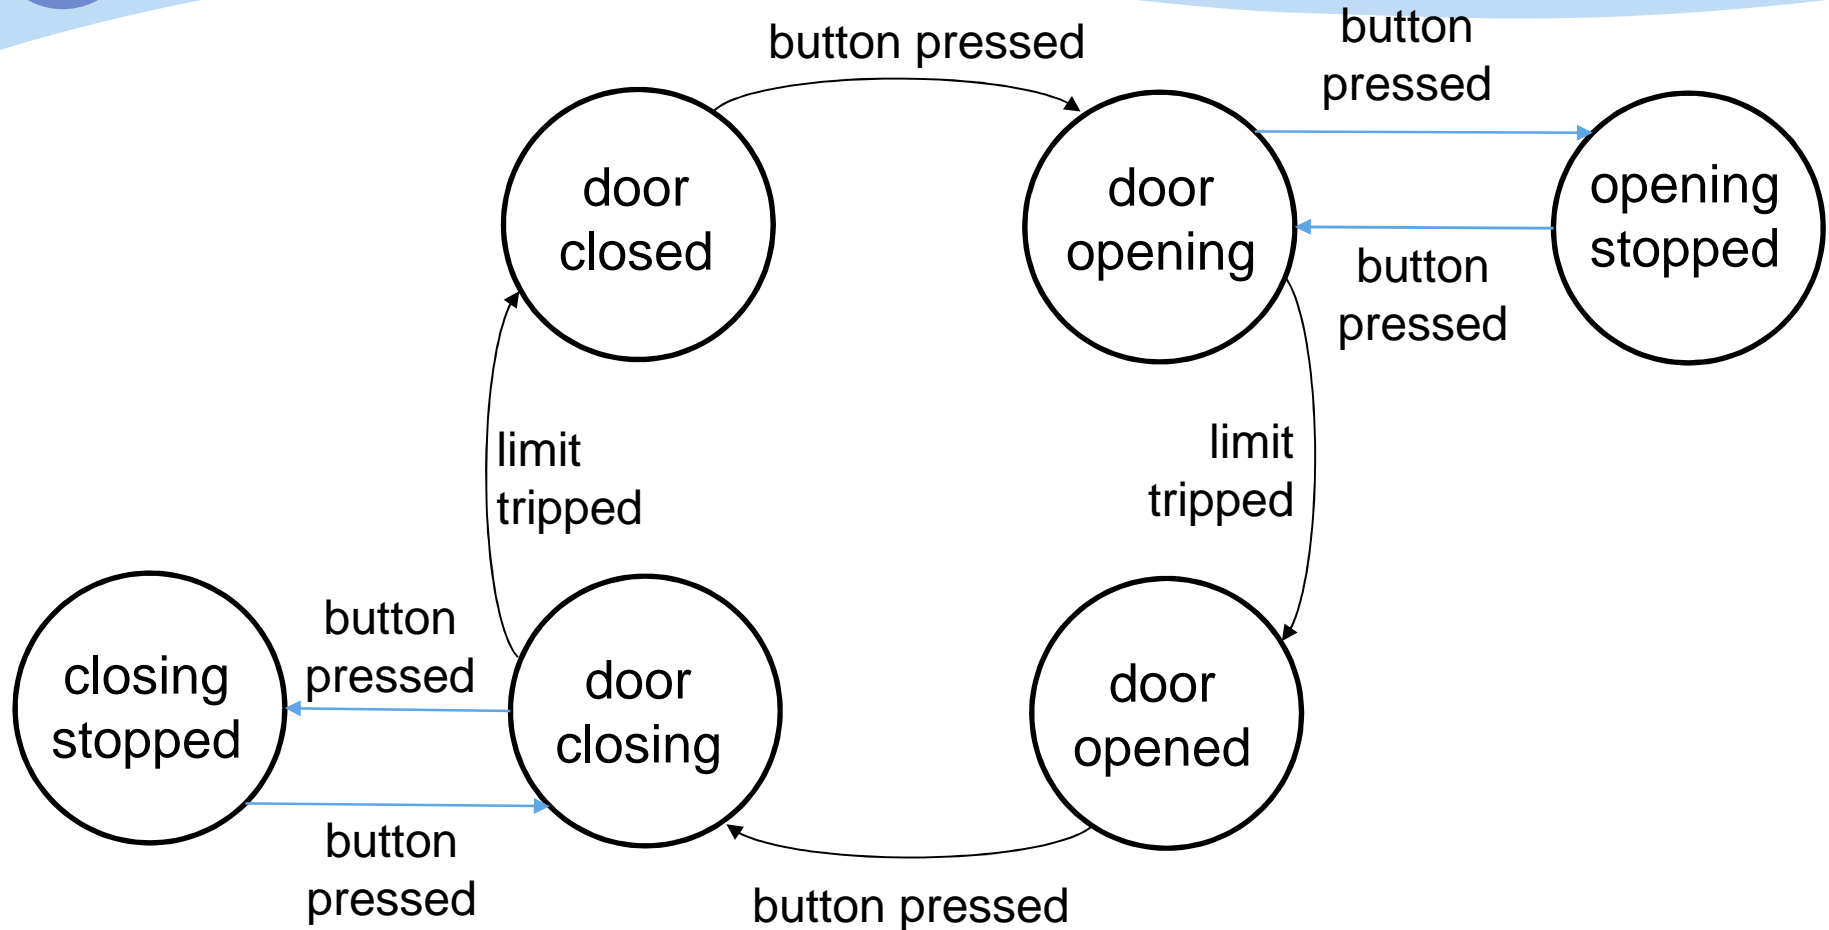 button pressed
button
pressed
door
closed
door
opening
opening
stopped
button
pressed
limit
tripped
limit
tripped
button
pressed
closing
stopped
door
closing
door
opened
button
pressed
button pressed